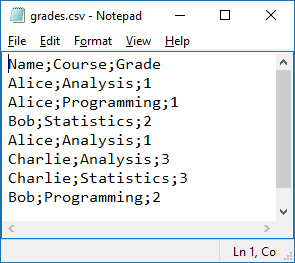 grades.csv - Notepad
File Edit Format View Help
Name;Course;Grade
Alice;Analysis;1
Alice;Programming;1
Bob;Statistics;2
Alice;Analysis;1
Charlie;Analysis;3
Charlie;Statistics;3
Bob;Programming;2
Ln 1, Co